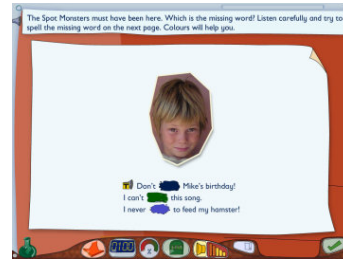 The Spot Monsters must have been here. Which is the missing word? Listen carefully and try to
spell the missing word on the next page. Colours will help you.
Don't Mike's birthday!
I can't this song.
I never to feed my hamster!